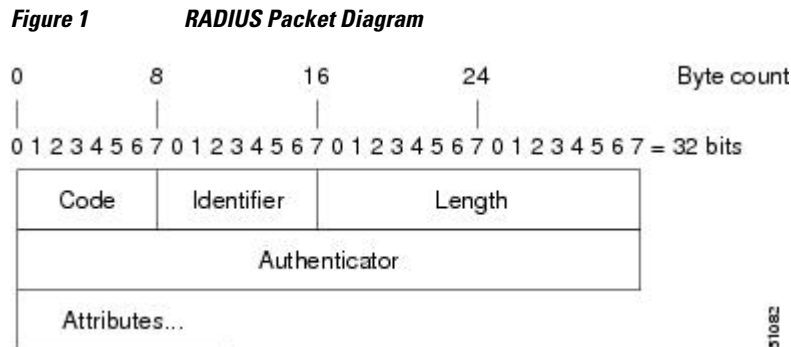 Figure 1 RADIUS Packet Diagram
0 8 16 24 Byte count
0 1 2 3 4 5 6 7 0 1 2 3 4 5 6 7 0 1 2 3 4 5 6 7 0 1 2 3 4 5 6 7 = 32 bits
Code Identifier Length
Authenticator
Attributes...
51082